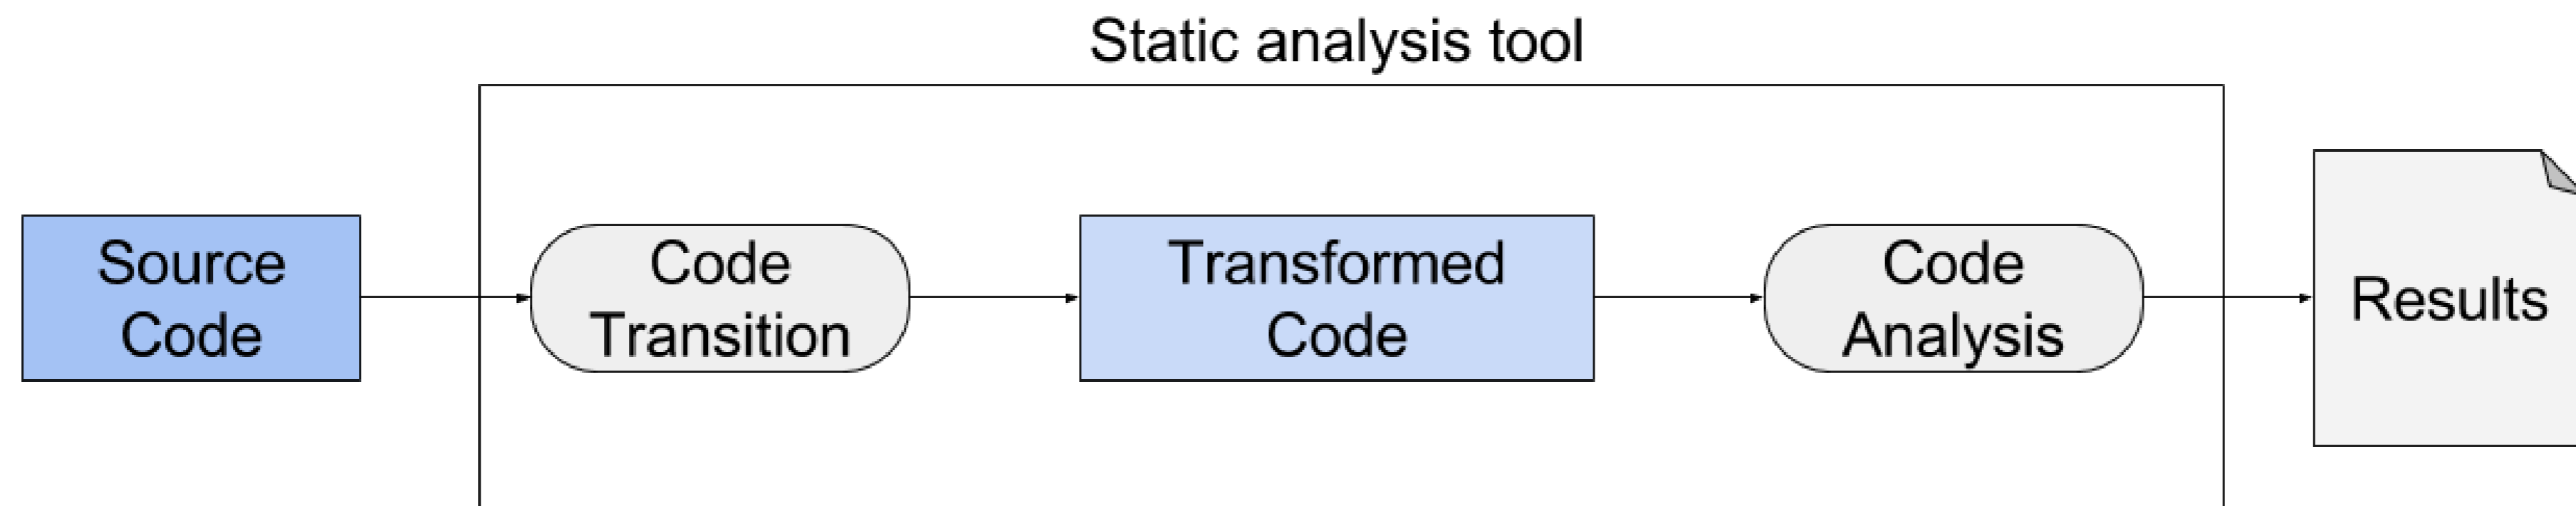 Static analysis tool
Source
Code
Code
Transition
Transformed
Code
Code
Analysis
Results